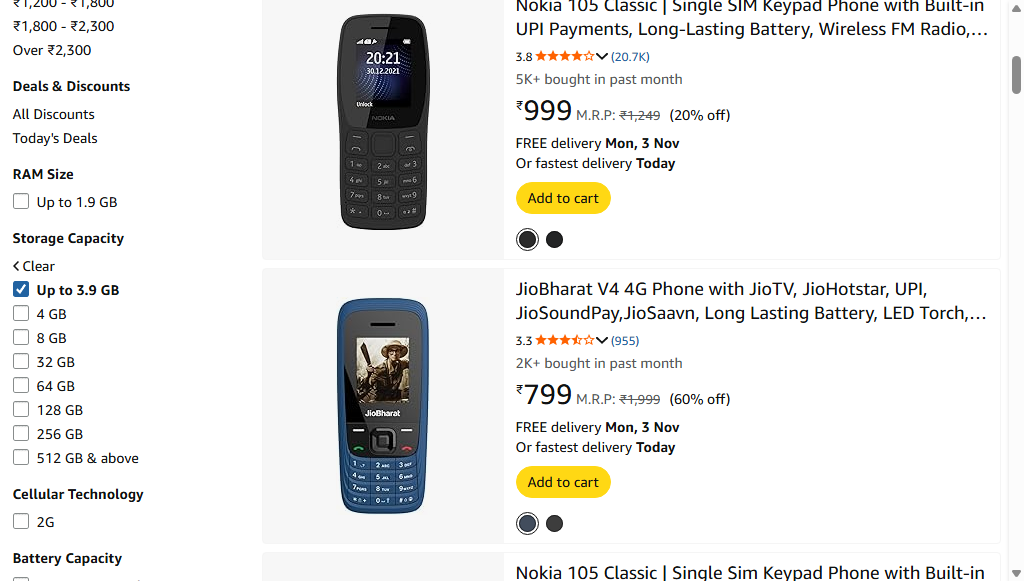 ₹1,200 - ₹1,800
₹1,800 - ₹2,300
Over ₹2,300
Deals & Discounts
All Discounts
Today's Deals
RAM Size
Up to 1.9 GB
Storage Capacity
Clear
Up to 3.9 GB
4 GB
8 GB
32 GB
64 GB
128 GB
256 GB
512 GB & above
Cellular Technology
2G
Battery Capacity
20:21
30.12.2021
Unlock
NOKIA
Nokia 105 Classic | Single SIM Keypad Phone with Built-in
UPI Payments, Long-Lasting Battery, Wireless FM Radio,…
3.8 (20.7K)
5K+ bought in past month
₹999 M.R.P: ₹1,249 (20% off)
FREE delivery Mon, 3 Nov
Or fastest delivery Today
Add to cart
JioBharat
JioBharat V4 4G Phone with JioTV, JioHotstar, UPI,
JioSoundPay,JioSaavn, Long Lasting Battery, LED Torch,…
3.3 (955)
2K+ bought in past month
₹799 M.R.P: ₹1,999 (60% off)
FREE delivery Mon, 3 Nov
Or fastest delivery Today
Add to cart
Nokia 105 Classic | Single Sim Keypad Phone with Built-in